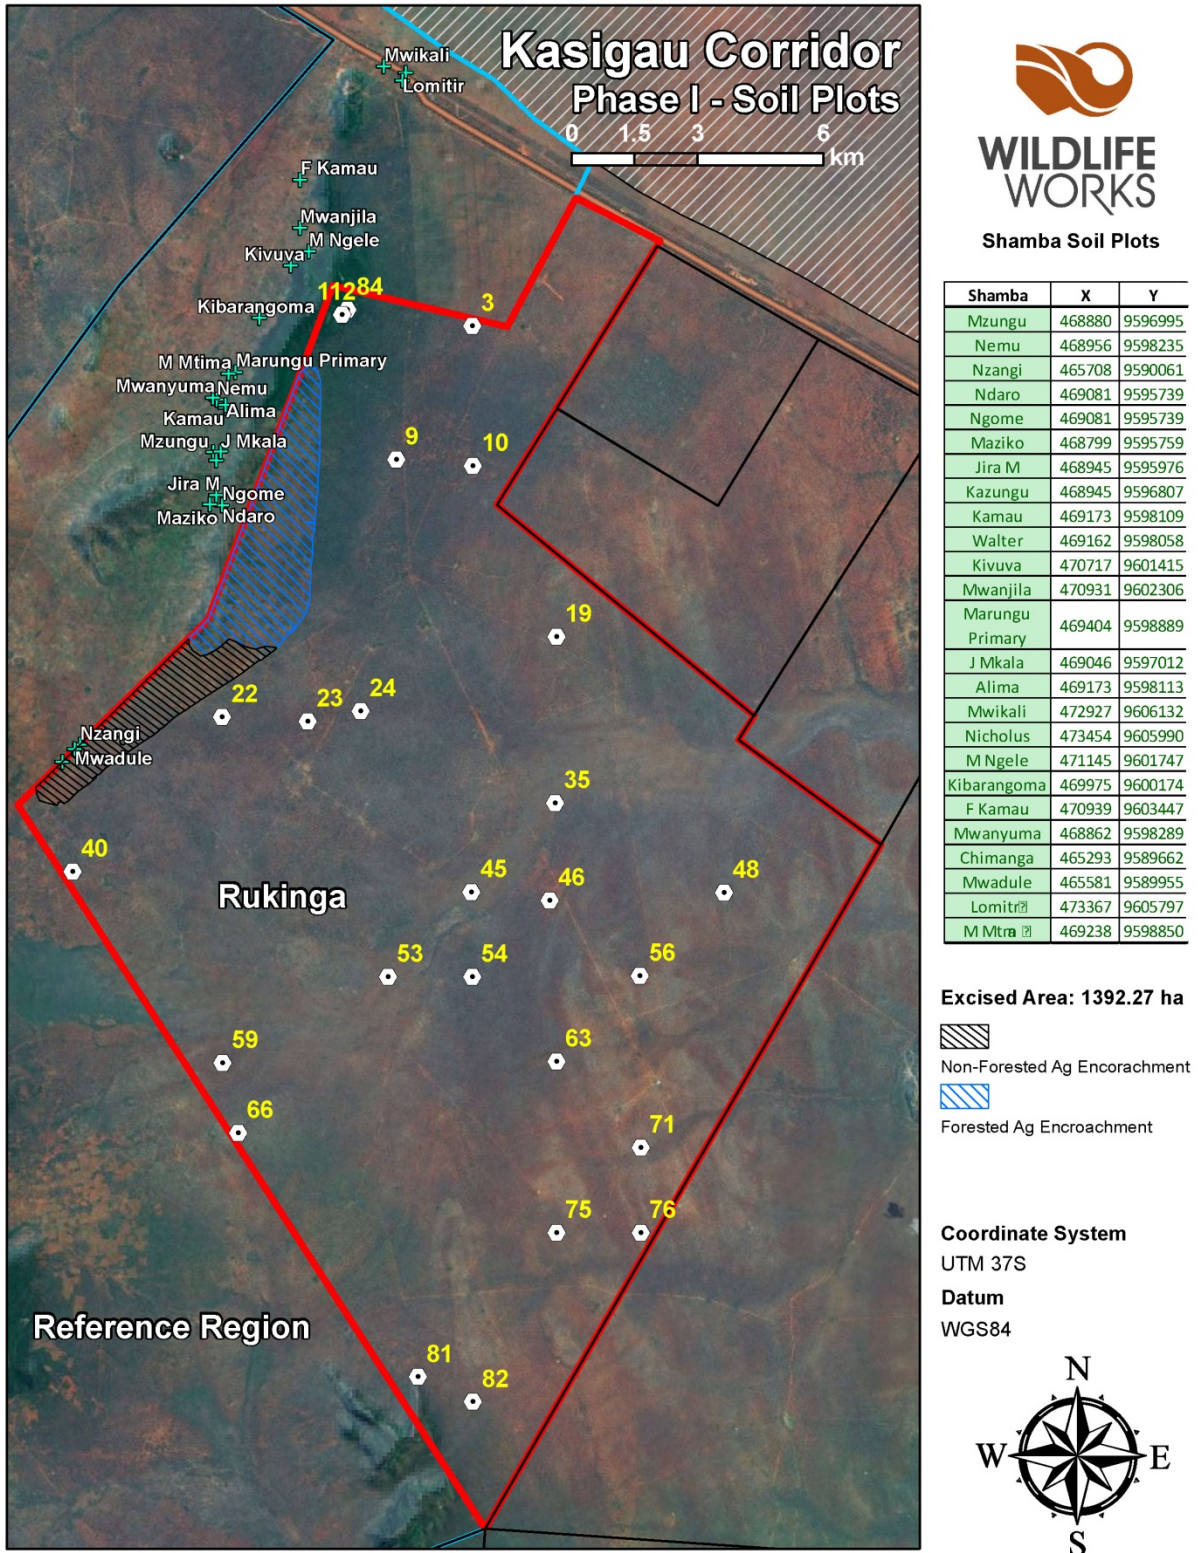 Kasigau Corridor
Phase I - Soil Plots
0 1.5 3 6
km
Mwikali
Lomitir
F Kamau
Mwanjila
M Ngele
Kivuva
Kibarangoma
112 84
3
M Mtima
Marungu Primary
Mwanyuma
Nemu
Kamau
Alima
Mzungu
J Mkala
9
10
Jira M
Ngome
Maziko
Ndaro
19
22
23
24
Nzangi
Mwadule
35
40
Rukinga
45
46
48
53
54
56
59
63
66
71
75
76
Reference Region
81
82
WILDLIFE
WORKS
Shamba Soil Plots
Shamba X Y
Mzungu 468880 9596995
Nemu 468956 9598235
Nzangi 465708 9590061
Ndaro 469081 9595739
Ngome 469081 9595739
Maziko 468799 9595759
Jira M 468945 9595976
Kazungu 468945 9596807
Kamau 469173 9598109
Walter 469162 9598058
Kivuva 470717 9601415
Mwanjila 470931 9602306
Marungu
Primary 469404 9598889
J Mkala 469046 9597012
Alima 469173 9598113
Mwikali 472927 9606132
Nicholus 473454 9605990
M Ngele 471145 9601747
Kibarangoma 469975 9600174
F Kamau 470939 9603447
Mwanyuma 468862 9598289
Chimanga 465293 9589662
Mwadule 465581 9589955
Lomitr 473367 9605797
M Mtma 469238 9598850
Excised Area: 1392.27 ha
Non-Forested Ag Encorachment
Forested Ag Encroachment
Coordinate System
UTM 37S
Datum
WGS84
N
W E
S